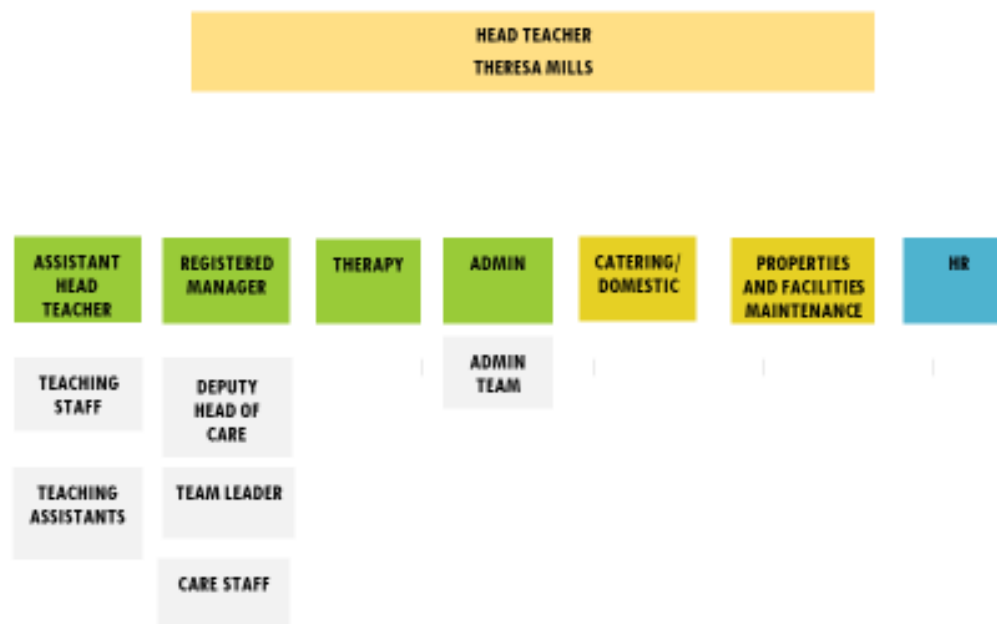 HEAD TEACHER
THERESA MILLS
ASSISTANT
HEAD
TEACHER
REGISTERED
MANAGER
THERAPY
ADMIN
CATERING/
DOMESTIC
PROPERTIES
AND FACILITIES
MAINTENANCE
HR
TEACHING
STAFF
DEPUTY
HEAD OF
CARE
ADMIN
TEAM
TEACHING
ASSISTANTS
TEAM LEADER
CARE STAFF